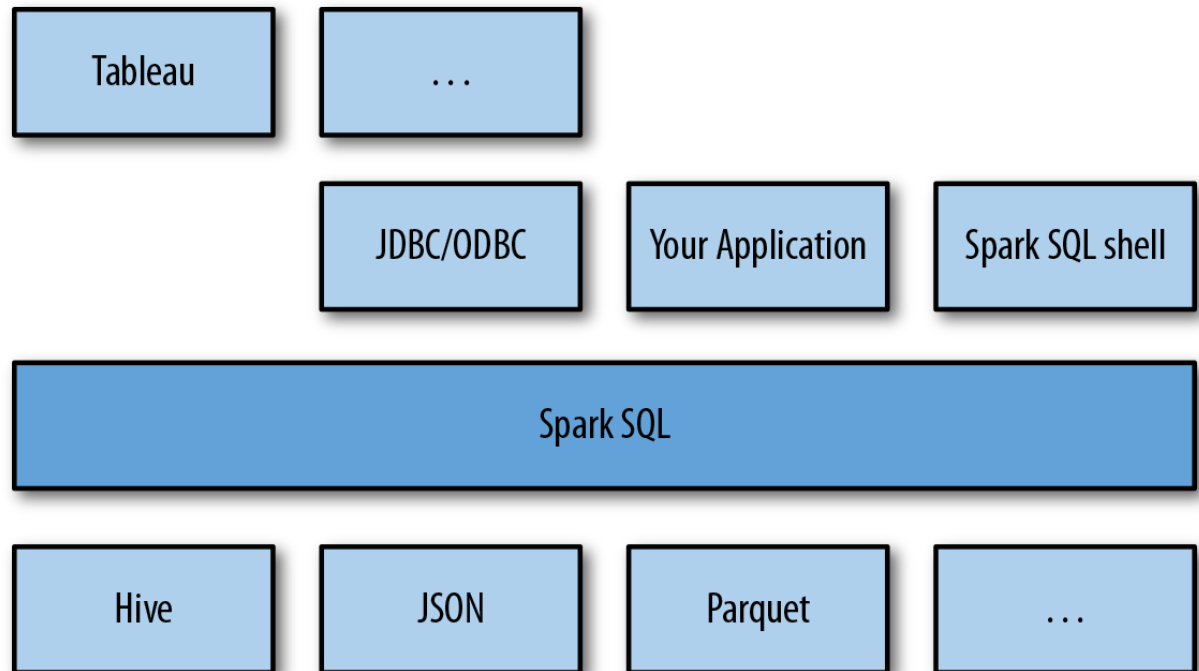 Tableau
. . .
JDBC/ODBC
Your Application
Spark SQL shell
Spark SQL
Hive
JSON
Parquet
. . .